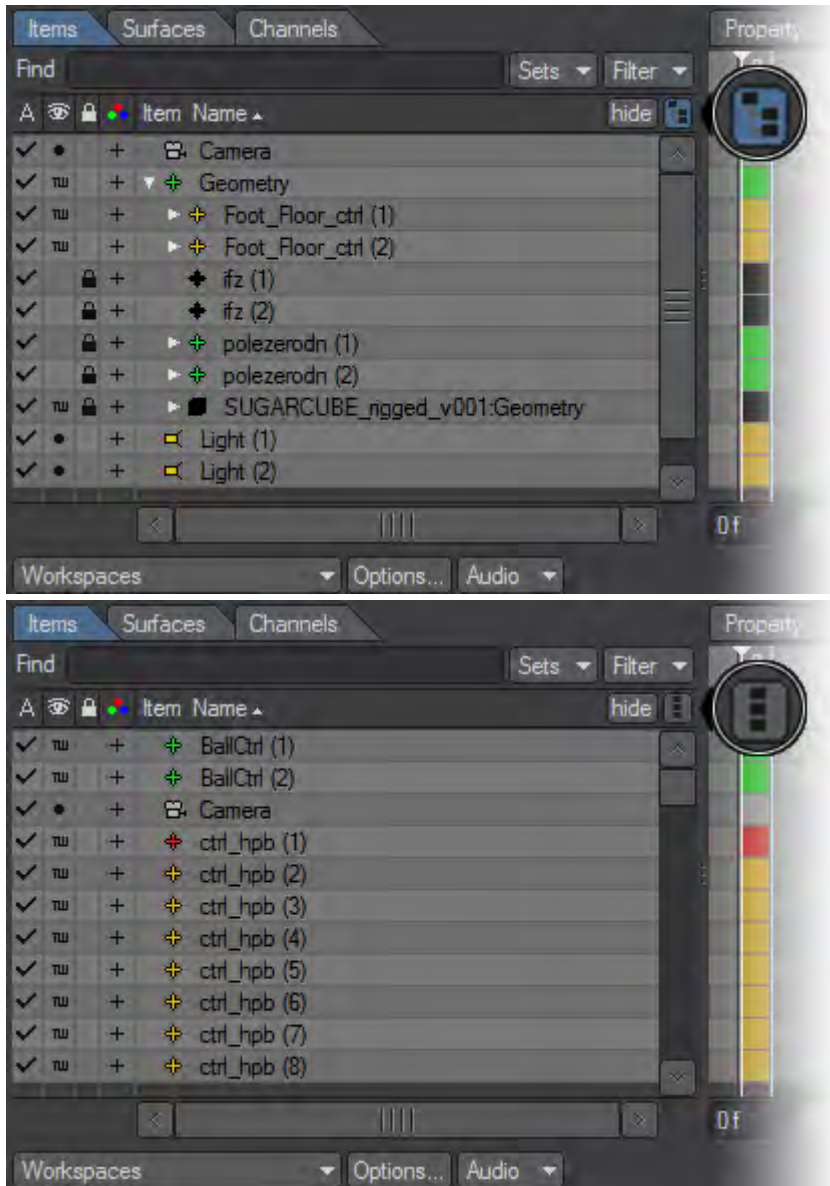 Items Surfaces Channels Property
Find Sets Filter
A Item Name hide
Camera
Geometry
Foot_Floor_ctrl (1)
Foot_Floor_ctrl (2)
ifz (1)
ifz (2)
polezerodn (1)
polezerodn (2)
SUGARCUBE_rigged_v001:Geometry
Light (1)
Light (2)
0 f
Workspaces Options... Audio
Items Surfaces Channels Property
Find Sets Filter
A Item Name hide
BallCtrl (1)
BallCtrl (2)
Camera
ctrl_hpb (1)
ctrl_hpb (2)
ctrl_hpb (3)
ctrl_hpb (4)
ctrl_hpb (5)
ctrl_hpb (6)
ctrl_hpb (7)
ctrl_hpb (8)
0 f
Workspaces Options... Audio